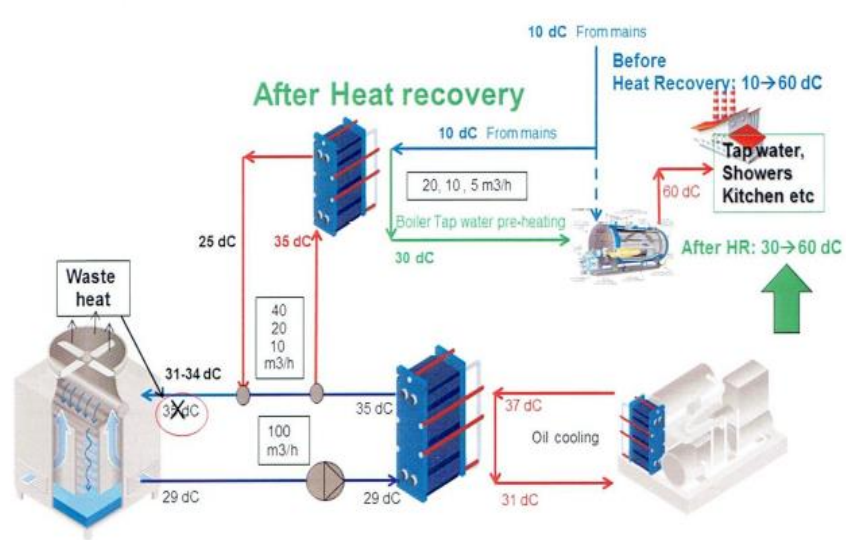 10 dC From mains
Before
Heat Recovery: 10→60 dC
After Heat recovery
10 dC From mains
Tap water,
Showers
Kitchen etc
20, 10, 5 m3/h
60 dC
Boiler Tap water pre-heating
25 dC
35 dC
30 dC
After HR: 30→60 dC
Waste
heat
40
20
10
m3/h
31-34 dC
35 dC
35 dC
37 dC
100
m3/h
Oil cooling
29 dC
29 dC
31 dC